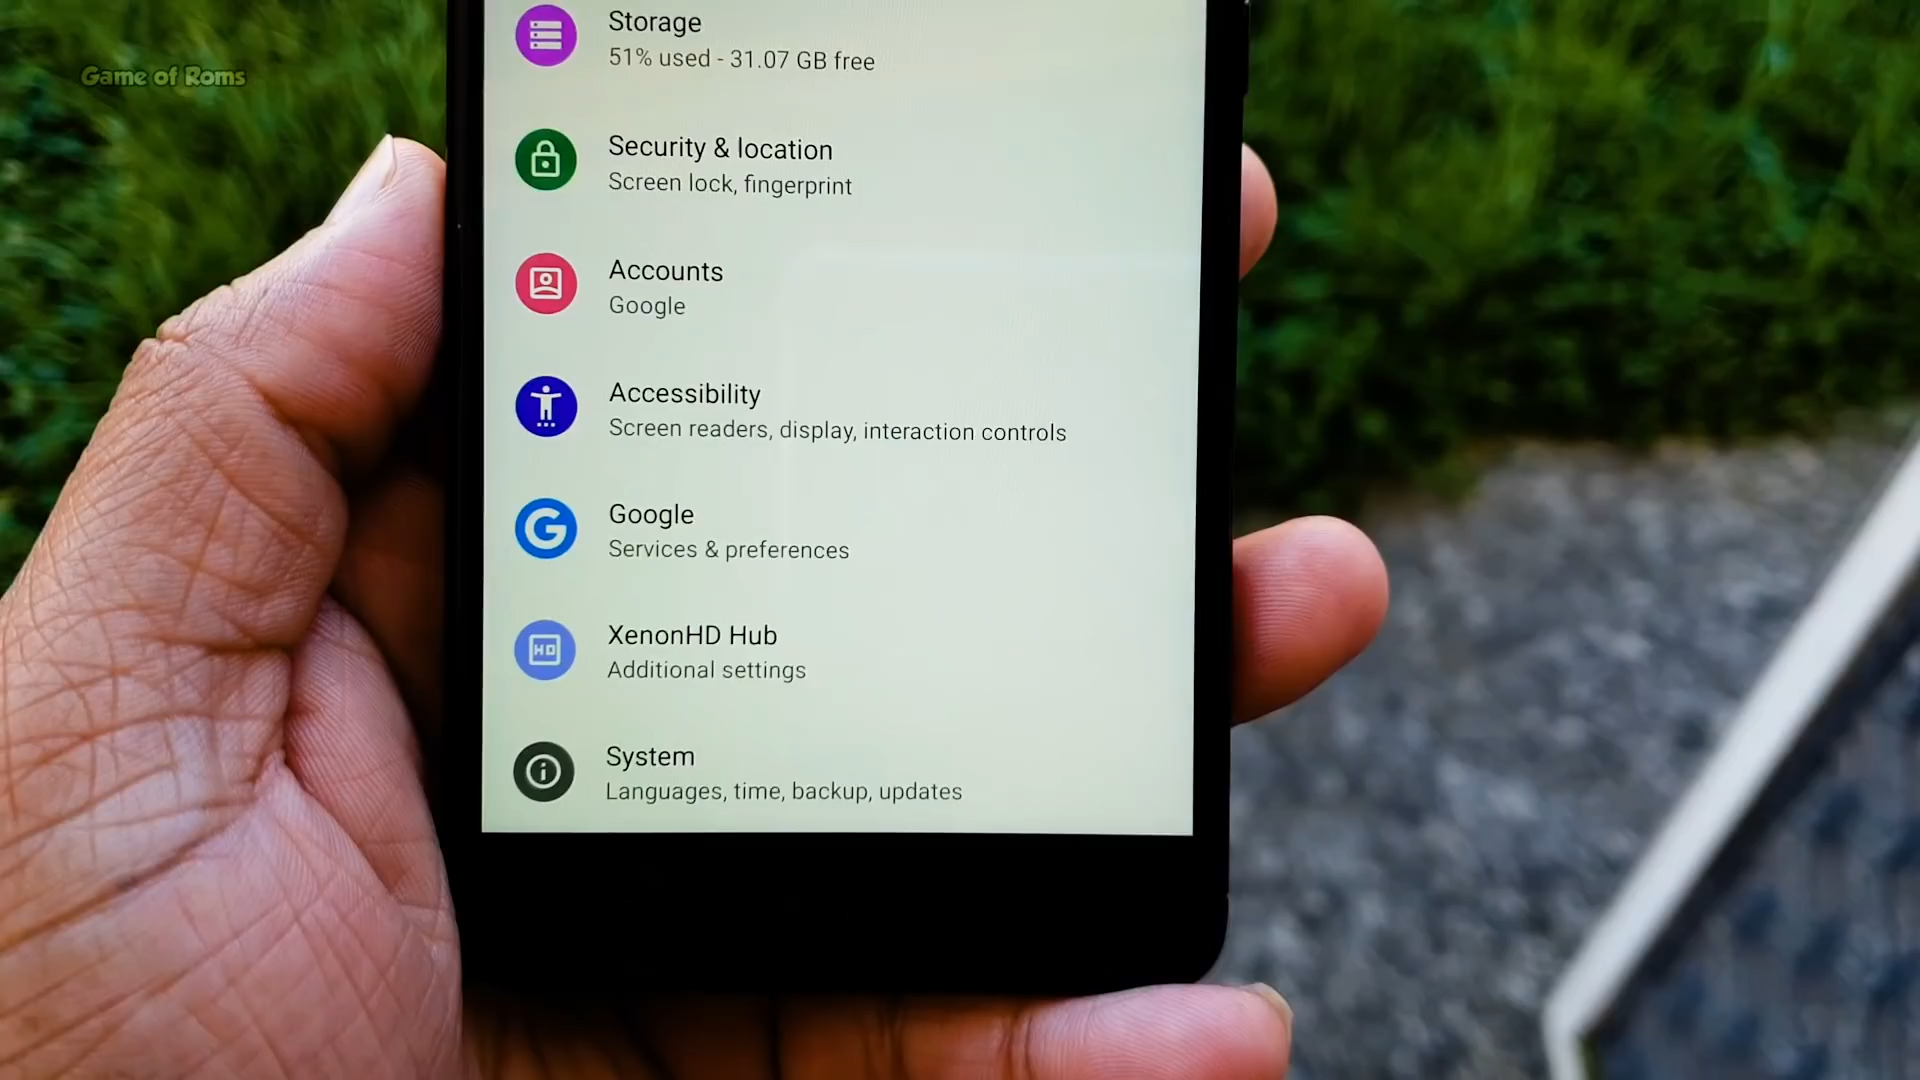 Game of Roms
Storage
51% used - 31.07 GB free
Security & location
Screen lock, fingerprint
Accounts
Google
Accessibility
Screen readers, display, interaction controls
Google
Services & preferences
HD
XenonHD Hub
Additional settings
System
Languages, time, backup, updates